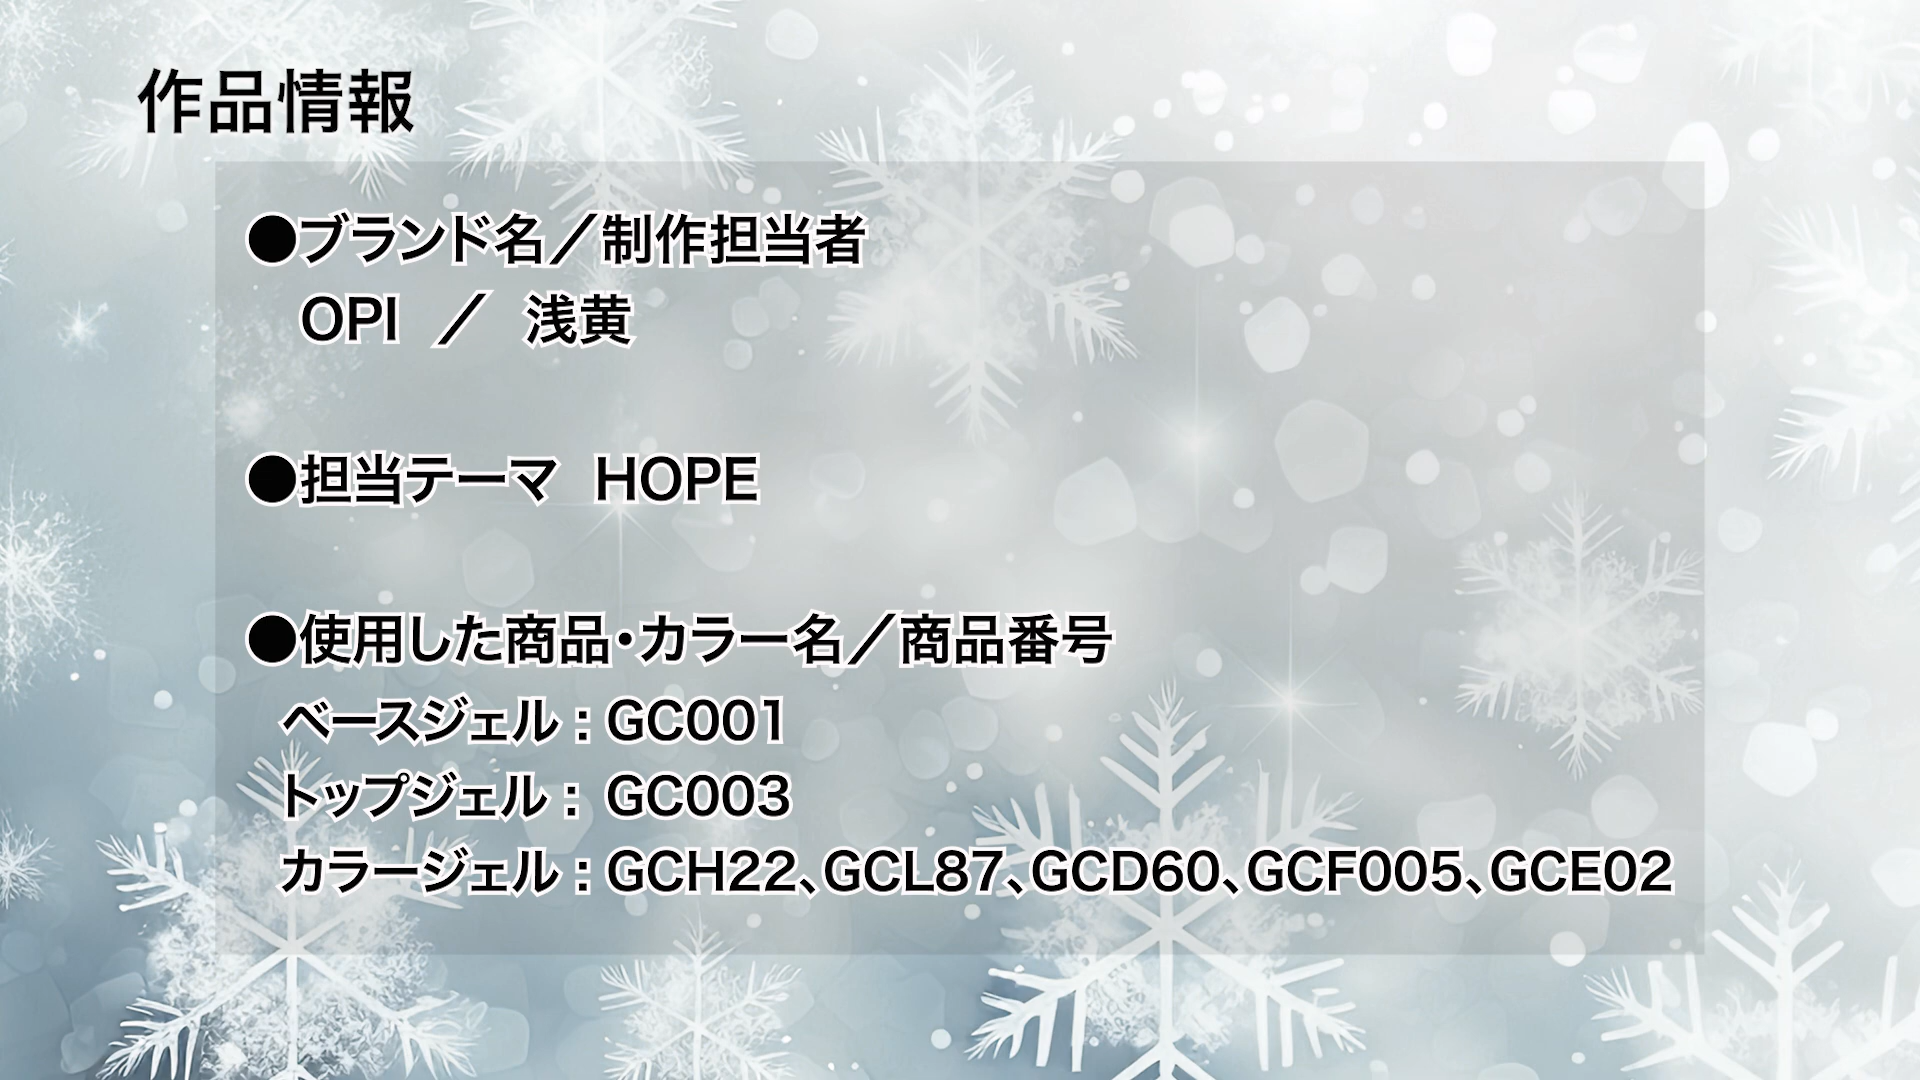 作品情報
●ブランド名／制作担当者
OPI ／ 浅黄
●担当テーマ HOPE
●使用した商品・カラー名／商品番号
ベースジェル：GC001
トップジェル：GC003
カラージェル：GCH22、GCL87、GCD60、GCF005、GCE02